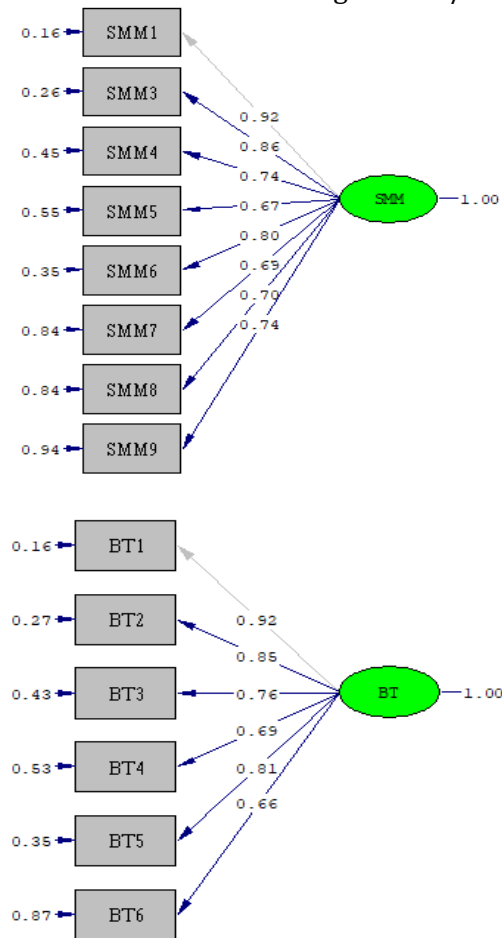 0.16 SMM1
0.92
0.26 SMM3
0.86
0.45 SMM4
0.74
0.55 SMM5
0.67
SMM 1.00
0.80
0.35 SMM6
0.69
0.84 SMM7
0.70
0.84 SMM8
0.74
0.94 SMM9
0.16 BT1
0.92
0.27 BT2
0.85
0.43 BT3
0.76
BT 1.00
0.69
0.53 BT4
0.81
0.66
0.35 BT5
0.87 BT6